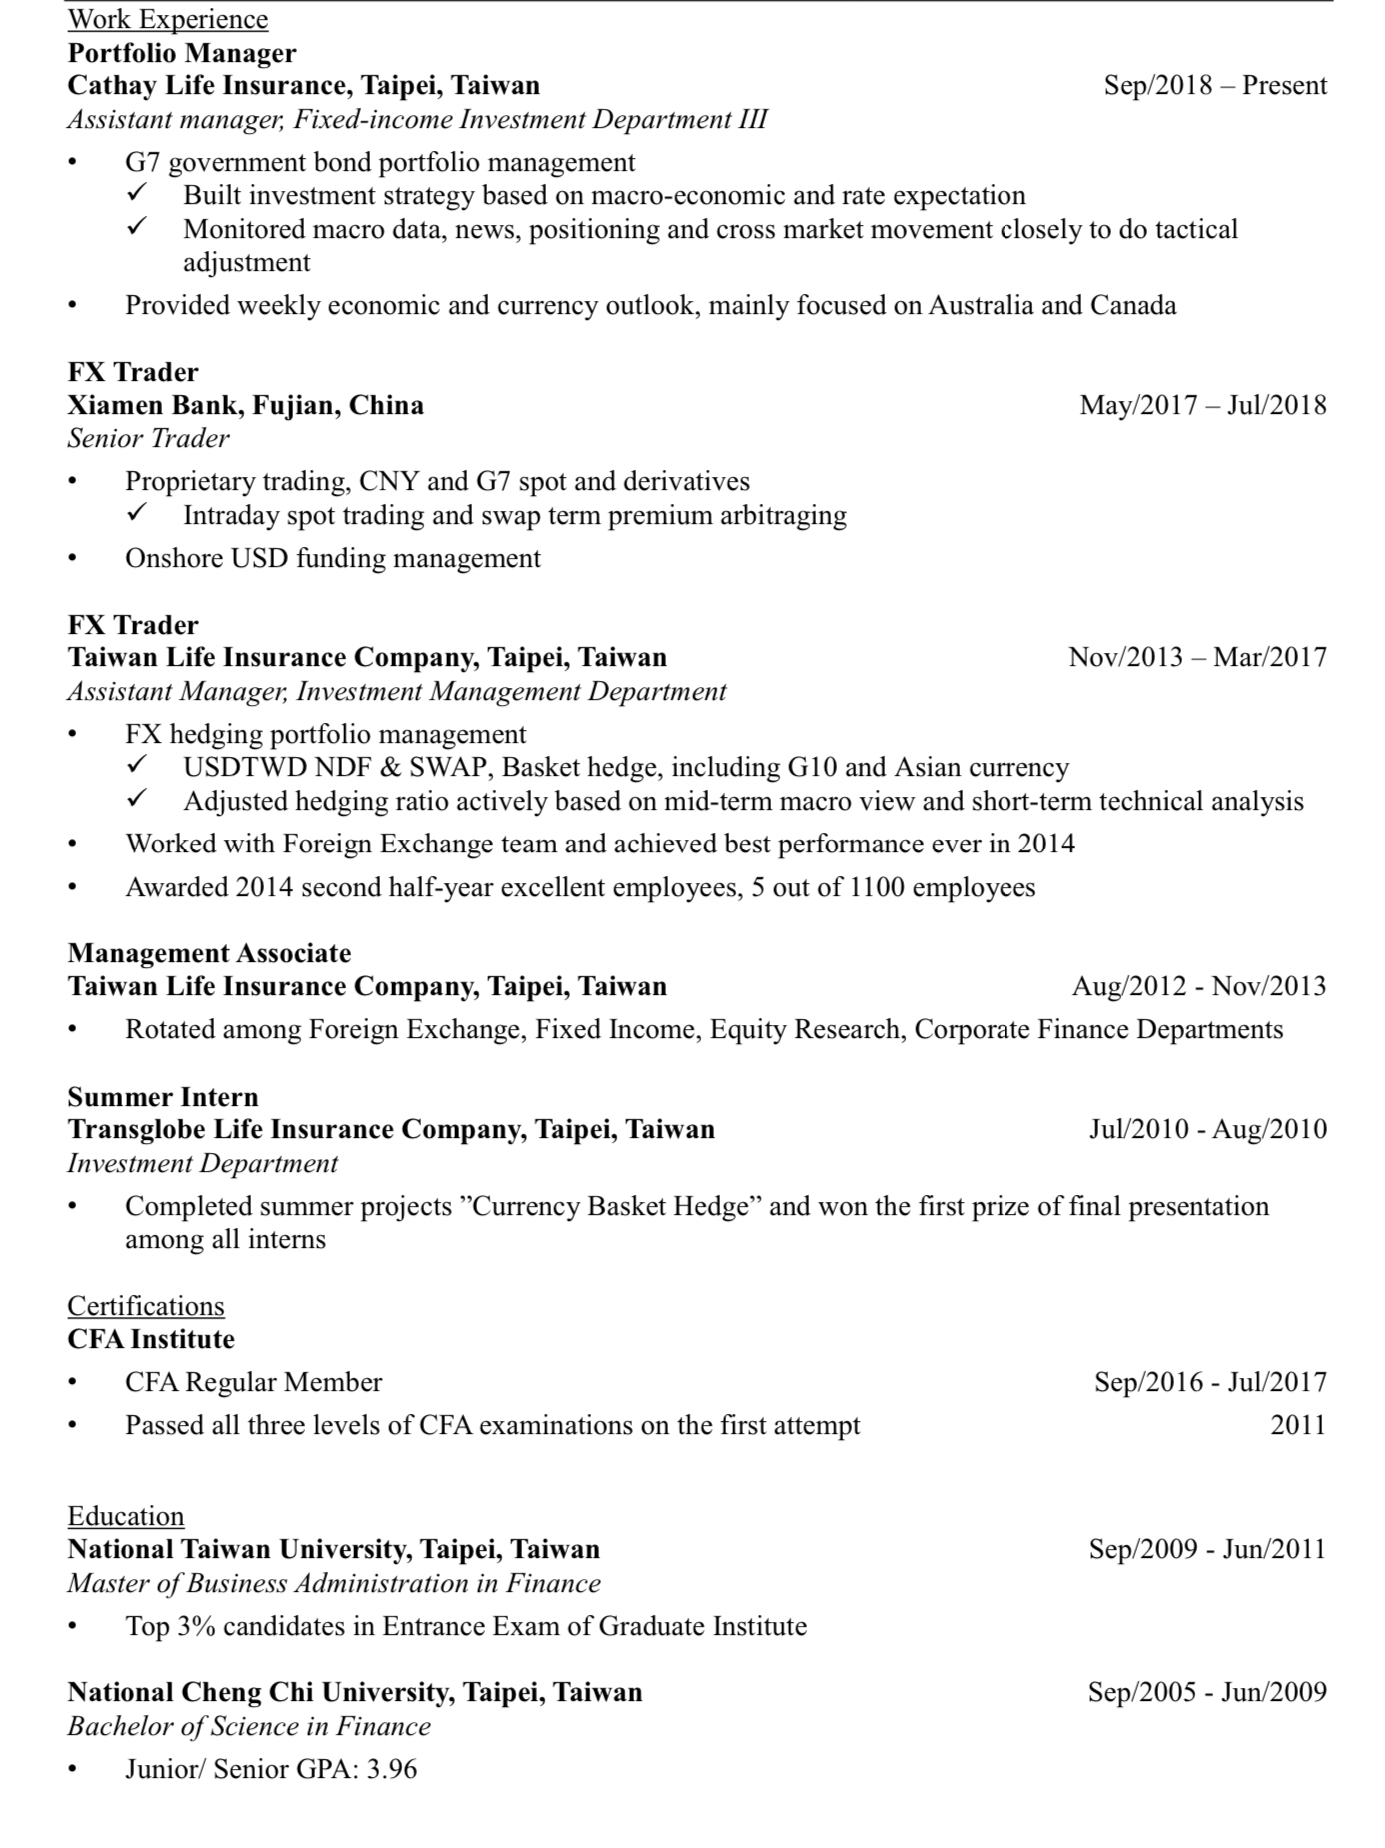 Work Experience
Portfolio Manager
Cathay Life Insurance, Taipei, Taiwan Sep/2018 – Present
Assistant manager, Fixed-income Investment Department III
• G7 government bond portfolio management
✓ Built investment strategy based on macro-economic and rate expectation
✓ Monitored macro data, news, positioning and cross market movement closely to do tactical
adjustment
• Provided weekly economic and currency outlook, mainly focused on Australia and Canada
FX Trader
Xiamen Bank, Fujian, China May/2017 – Jul/2018
Senior Trader
• Proprietary trading, CNY and G7 spot and derivatives
✓ Intraday spot trading and swap term premium arbitraging
• Onshore USD funding management
FX Trader
Taiwan Life Insurance Company, Taipei, Taiwan Nov/2013 – Mar/2017
Assistant Manager, Investment Management Department
• FX hedging portfolio management
✓ USDTWD NDF & SWAP, Basket hedge, including G10 and Asian currency
✓ Adjusted hedging ratio actively based on mid-term macro view and short-term technical analysis
• Worked with Foreign Exchange team and achieved best performance ever in 2014
• Awarded 2014 second half-year excellent employees, 5 out of 1100 employees
Management Associate
Taiwan Life Insurance Company, Taipei, Taiwan Aug/2012 - Nov/2013
• Rotated among Foreign Exchange, Fixed Income, Equity Research, Corporate Finance Departments
Summer Intern
Transglobe Life Insurance Company, Taipei, Taiwan Jul/2010 - Aug/2010
Investment Department
• Completed summer projects ”Currency Basket Hedge” and won the first prize of final presentation
among all interns
Certifications
CFA Institute
• CFA Regular Member Sep/2016 - Jul/2017
• Passed all three levels of CFA examinations on the first attempt 2011
Education
National Taiwan University, Taipei, Taiwan Sep/2009 - Jun/2011
Master of Business Administration in Finance
• Top 3% candidates in Entrance Exam of Graduate Institute
National Cheng Chi University, Taipei, Taiwan Sep/2005 - Jun/2009
Bachelor of Science in Finance
• Junior/ Senior GPA: 3.96